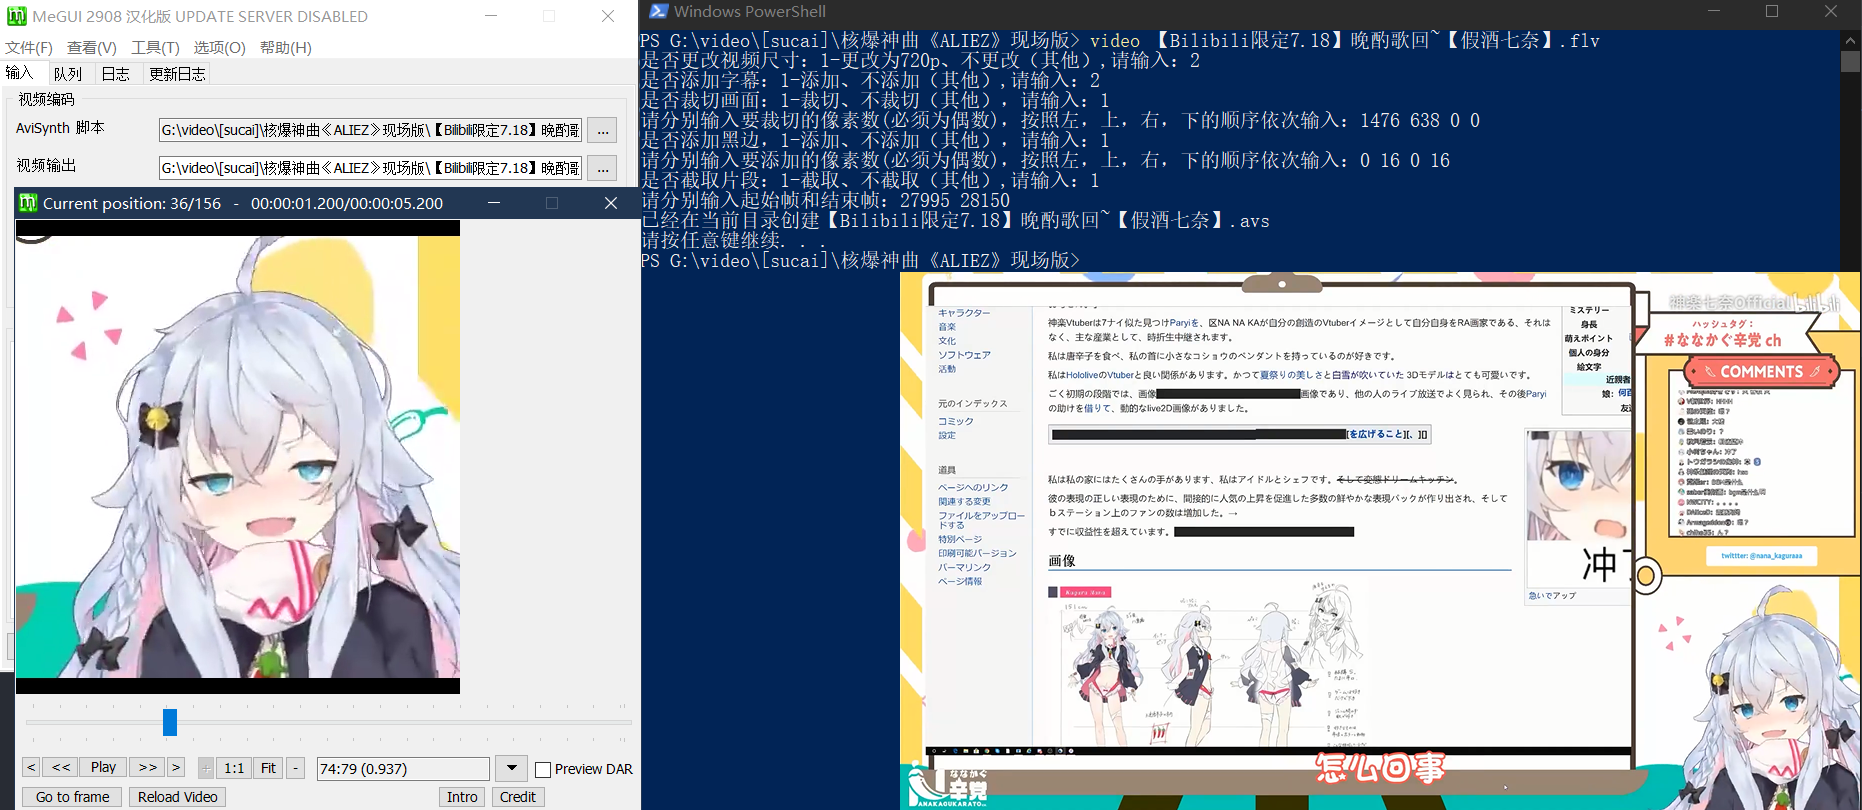 MeGUI 2908 汉化版 UPDATE SERVER DISABLED
文件(F) 查看(V) 工具(T) 选项(O) 帮助(H)
输入 队列 日志 更新日志
视频编码
AviSynth 脚本
G:\video\[sucai]\核爆神曲《ALIEZ》现场版\【Bilibili限定7.18】晚酌歌
...
视频输出
G:\video\[sucai]\核爆神曲《ALIEZ》现场版\【Bilibili限定7.18】晚酌歌
...
Current position: 36/156 - 00:00:01.200/00:00:05.200
< << Play >> > + 1:1 Fit - 74:79 (0.937) Preview DAR
Go to frame Reload Video Intro Credit
Windows PowerShell
PS G:\video\[sucai]\核爆神曲《ALIEZ》现场版> video 【Bilibili限定7.18】晚酌歌回~【假酒七奈】.flv
是否更改视频尺寸：1-更改为720p、不更改（其他）,请输入：2
是否添加字幕：1-添加、不添加（其他）,请输入：2
是否裁切画面：1-裁切、不裁切（其他），请输入：1
请分别输入要裁切的像素数(必须为偶数)，按照左，上，右，下的顺序依次输入：1476 638 0 0
是否添加黑边，1-添加、不添加（其他），请输入：1
请分别输入要添加的像素数(必须为偶数)，按照左，上，右，下的顺序依次输入：0 16 0 16
是否截取片段：1-截取、不截取（其他）,请输入：1
请分别输入起始帧和结束帧：27995 28150
已经在当前目录创建【Bilibili限定7.18】晚酌歌回~【假酒七奈】.avs
请按任意键继续. . .
PS G:\video\[sucai]\核爆神曲《ALIEZ》现场版>
キャラクター
音楽
文化
ソフトウェア
活動
元のインデックス
コミック
設定
道具
ページへのリンク
関連する変更
ファイルをアップロー
ドする
特別ページ
印刷可能バージョン
パーマリンク
ページ情報
神楽Vtuberは7ナイ似た見つけParyiを、区NA NA KAが自分の創造のVtuberイメージとして自分自身をRA画家である、それは
なく、主な産業として、時折生中継されます。
私は唐辛子を食べ、私の首に小さなコショウのペンダントを持っているのが好きです。
私はHololiveのVtuberと良い関係があります。かつて夏祭りの美しさと白雪が吹いていた 3Dモデルはとても可愛いです。
ごく初期の段階では、画像
画像であり、他の人のライブ放送でよく見られ、その後Paryi
の助けを借りて、動的なlive2D画像がありました。
[を広げること][、][]
私は私の家にはたくさんの手があります、私はアイドルとシェフです。そして変態ドリームキッチン。
彼の表現の正しい表現のために、間接的に人気の上昇を促進した多数の鮮やかな表現パックが作り出され、そして
ｂステーション上のファンの数は増加した。→
すでに収益性を超えています。
画像
Kagura Nana
ミステリー
身長
萌えポイント
個人の身分
絵文字
近親者
娘：
冲
急いでアップ
神楽七奈Official
bilibili
ハッシュタグ：
#ななかぐ辛党 ch
COMMENTS
twittter: @nana_kaguraaa
怎么回事
ななかぐ
辛党